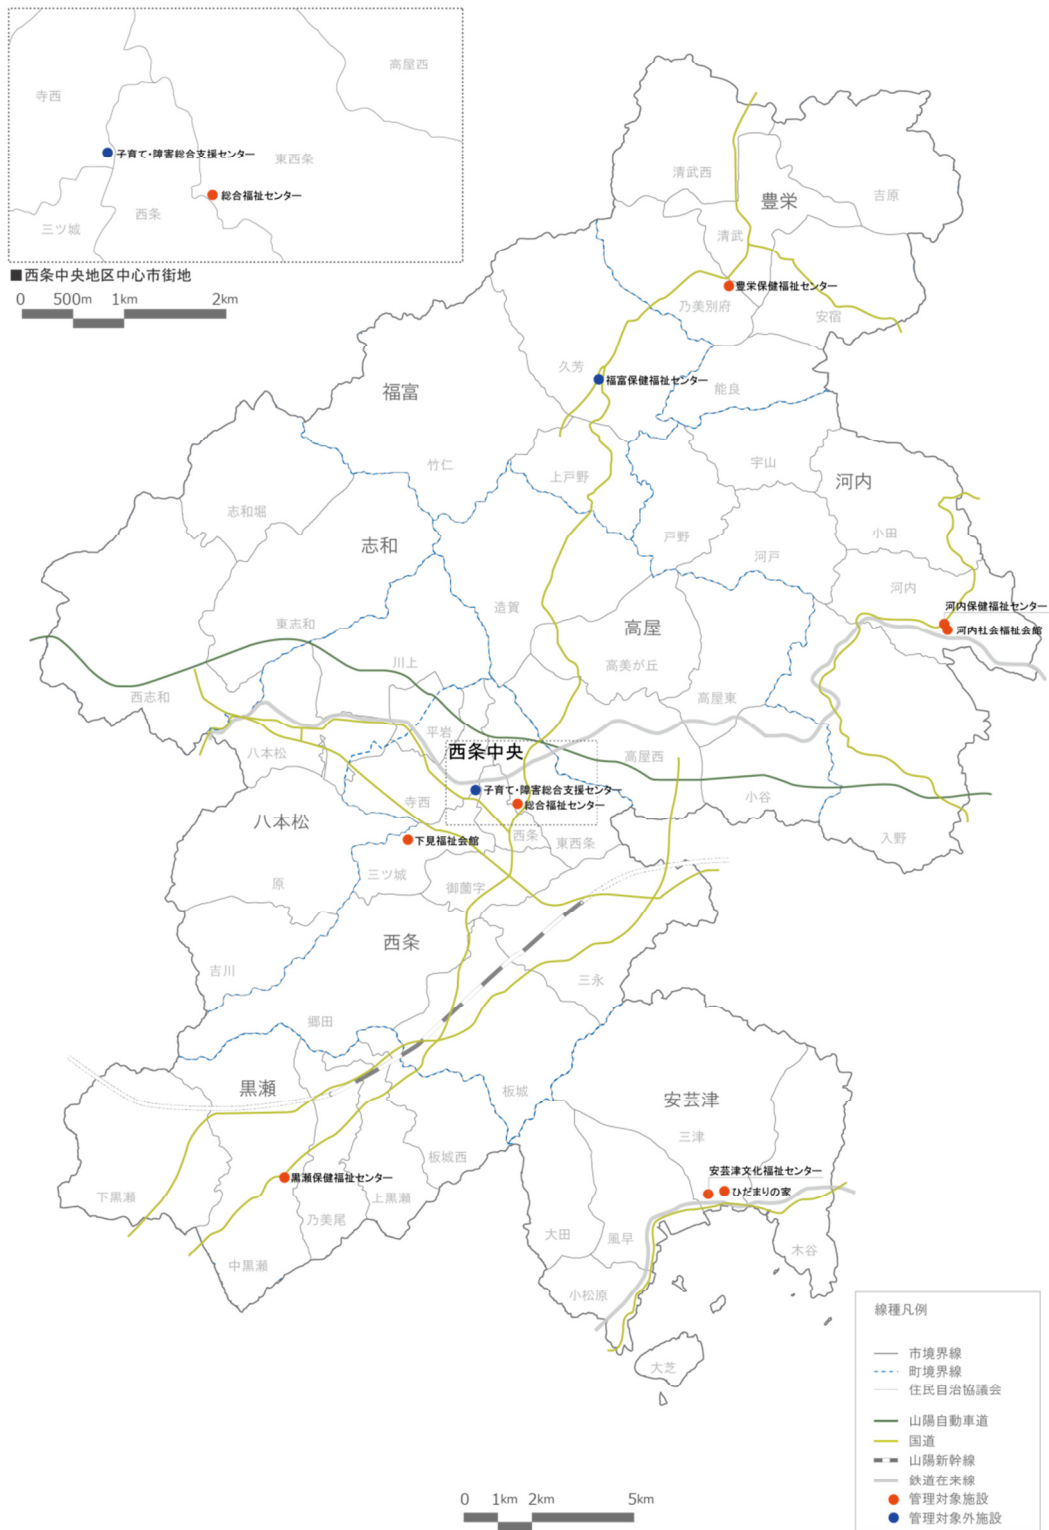 高屋西
寺西
子育て・障害総合支援センター
東西条
総合福祉センター
西条
三ツ城
■西条中央地区中心市街地
0 500m 1km 2km
清武西
豊栄
吉原
清武
豊栄保健福祉センター
乃美別府
安宿
久芳
福富保健福祉センター
能良
福富
竹仁
上戸野
宇山
河内
志和堀
小田
志和
戸野
河戸
河内
造賀
河内保健福祉センター
東志和
高屋
河内社会福祉会館
川上
高美が丘
西志和
高屋東
平岩
八本松
西条中央
高屋西
子育て・障害総合支援センター
小谷
寺西
総合福祉センター
八本松
西条
東西条
入野
下見福祉会館
三ツ城
原
御薗宇
西条
吉川
三永
郷田
黒瀬
板城
安芸津
三津
板城西
安芸津文化福祉センター
黒瀬保健福祉センター
ひだまりの家
下黒瀬
上黒瀬
乃美尾
大田
風早
木谷
中黒瀬
小松原
大芝
線種凡例
市境界線
町境界線
住民自治協議会
山陽自動車道
国道
山陽新幹線
鉄道在来線
管理対象施設
管理対象外施設
0 1km 2km 5km